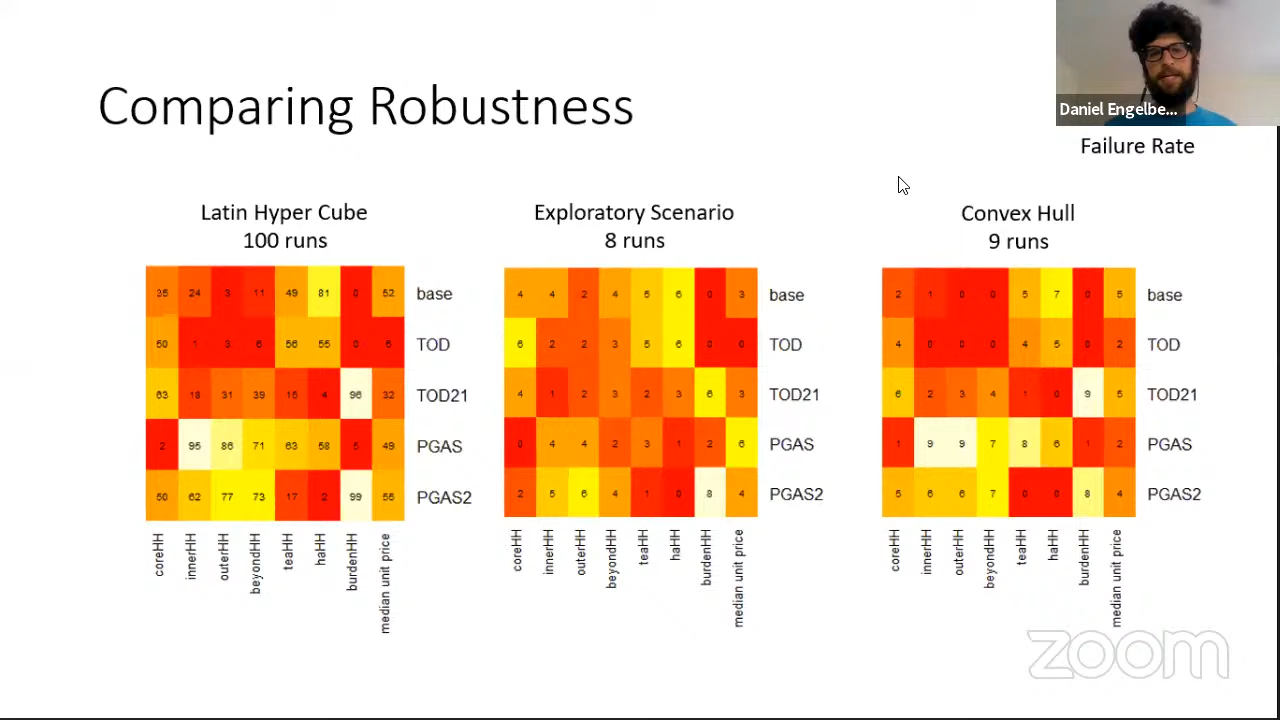 Comparing Robustness
Daniel Engelbe...
Failure Rate
Latin Hyper Cube
100 runs
35 24 3 11 49 81 0 52 base
50 1 3 6 56 55 0 6 TOD
63 18 31 39 15 4 96 32 TOD21
2 95 86 71 63 58 5 49 PGAS
50 62 77 73 17 2 99 56 PGAS2
coreHH
innerHH
outerHH
beyondHH
teaHH
haHH
burdenHH
median unit price
Exploratory Scenario
8 runs
4 4 2 4 5 6 0 3 base
6 2 2 3 5 6 0 0 TOD
4 1 2 3 2 3 6 3 TOD21
0 4 4 2 3 1 2 6 PGAS
2 5 6 4 1 0 8 4 PGAS2
coreHH
innerHH
outerHH
beyondHH
teaHH
haHH
burdenHH
median unit price
Convex Hull
9 runs
2 1 0 0 5 7 0 5 base
4 0 0 0 4 5 0 2 TOD
6 2 3 4 1 0 9 5 TOD21
1 9 9 7 8 6 1 2 PGAS
5 6 6 7 0 0 8 4 PGAS2
coreHH
innerHH
outerHH
beyondHH
teaHH
haHH
burdenHH
median unit price
zoom